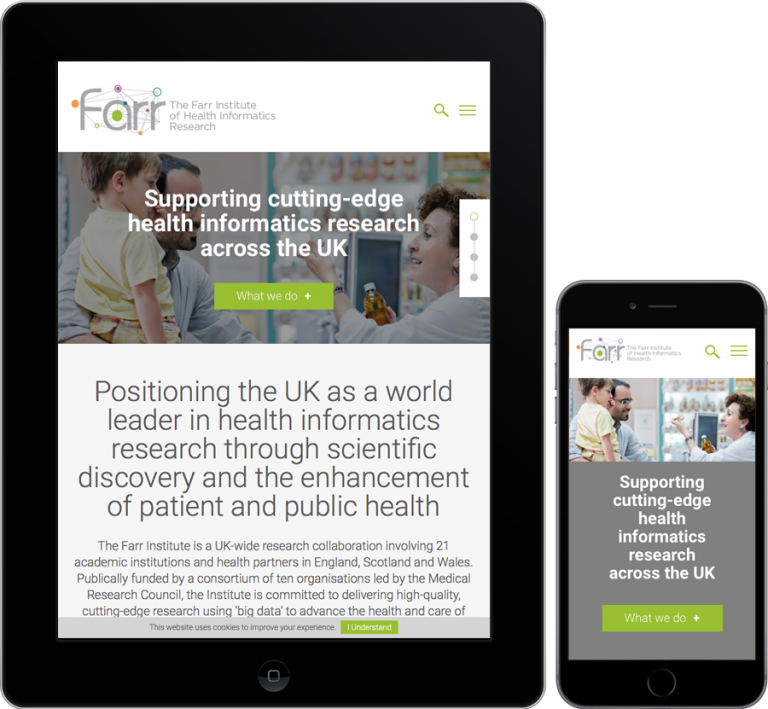 Farr
The Farr Institute
of Health Informatics
Research
Supporting cutting-edge
health informatics research
across the UK
What we do +
Positioning the UK as a world
leader in health informatics
research through scientific
discovery and the enhancement
of patient and public health
The Farr Institute is a UK-wide research collaboration involving 21
academic institutions and health partners in England, Scotland and Wales.
Publically funded by a consortium of ten organisations led by the Medical
Research Council, the Institute is committed to delivering high-quality,
cutting-edge research using 'big data' to advance the health and care of
This website uses cookies to improve your experience. I Understand
Farr
The Farr Institute
of Health Informatics
Research
Supporting
cutting-edge
health
informatics
research
across the UK
What we do +